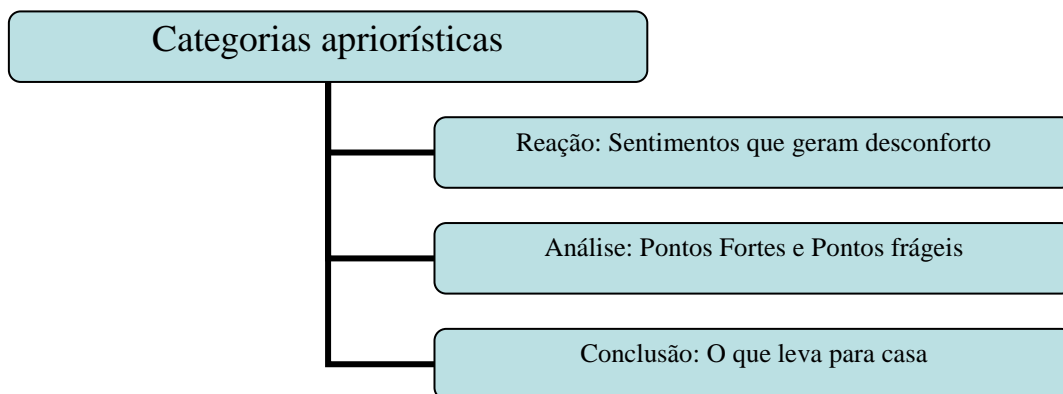 Categorias apriorísticas
Reação: Sentimentos que geram desconforto
Análise: Pontos Fortes e Pontos frágeis
Conclusão: O que leva para casa